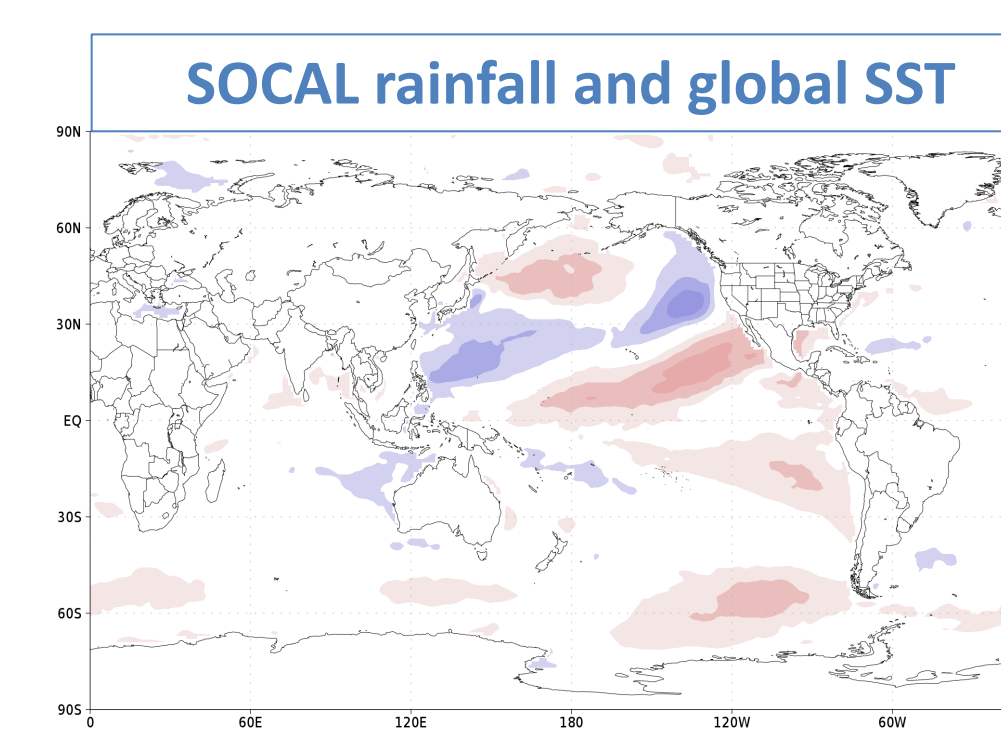 SOCAL rainfall and global SST
90N
60N
30N
EQ
30S
60S
90S
0 60E 120E 180 120W 60W